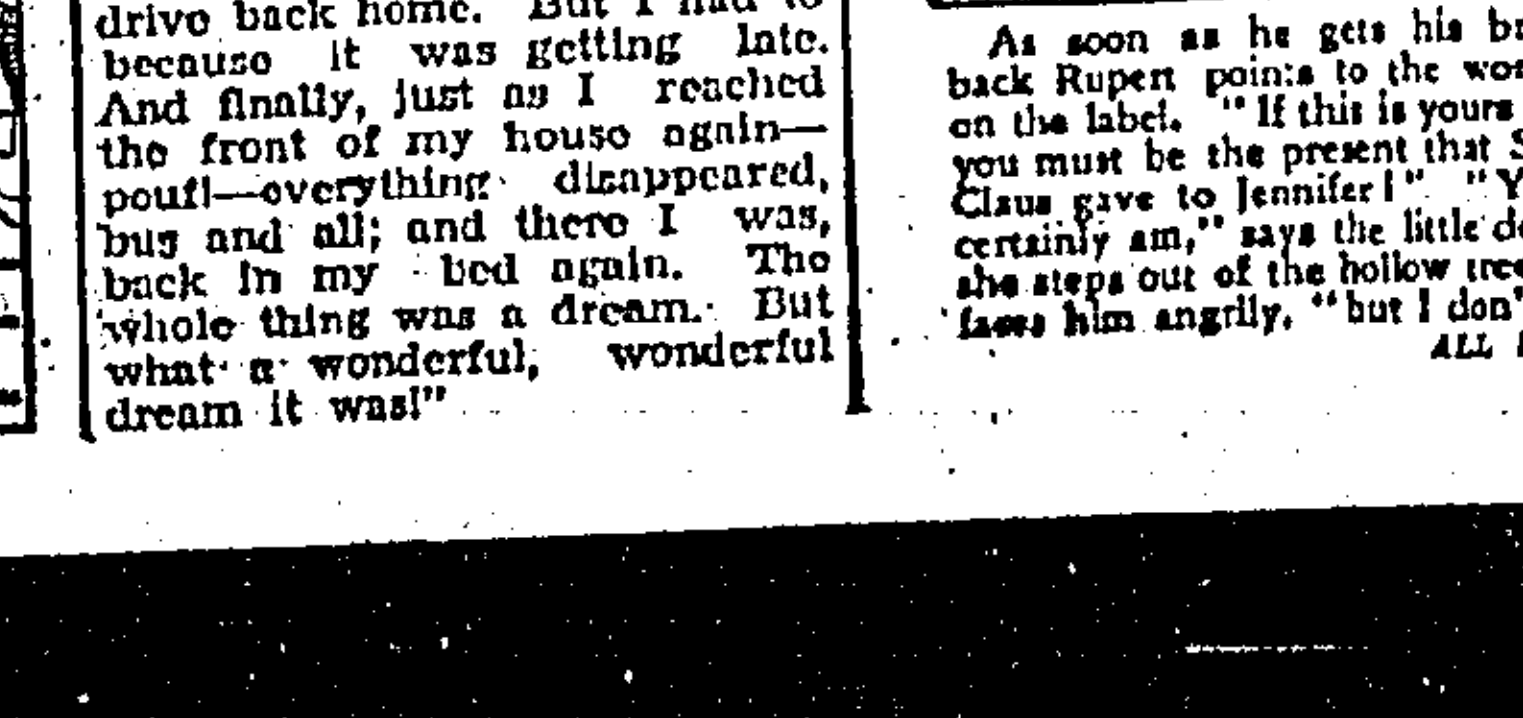 drive back home. But I had to
because it was getting late.
And finally, just as I reached
the front of my house again—
pouf!—everything disappeared,
bus and all; and there I was,
back in my bed again. The
whole thing was a dream. But
what a wonderful, wonderful
dream it was!"
As soon as he gets his
back Rupert points to the
on the label. "If this is yours
you must be the present that
Claus gave to Jennifer!" "Y
certainly am," says the little
she steps out of the hollow
faces him angrily, "but I don'
ALL